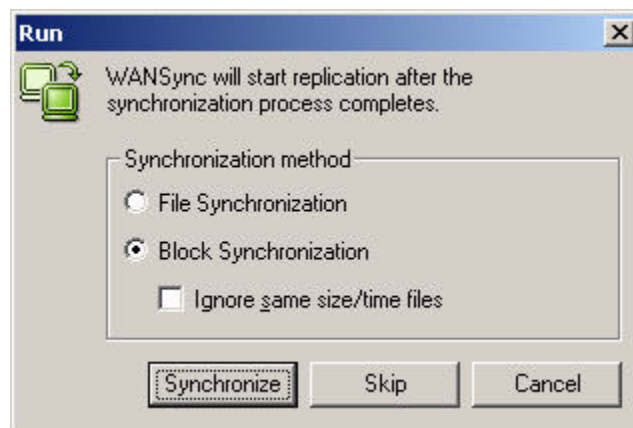 Run
WANSync will start replication after the
synchronization process completes.
Synchronization method
File Synchronization
Block Synchronization
Ignore same size/time files
Synchronize Skip Cancel